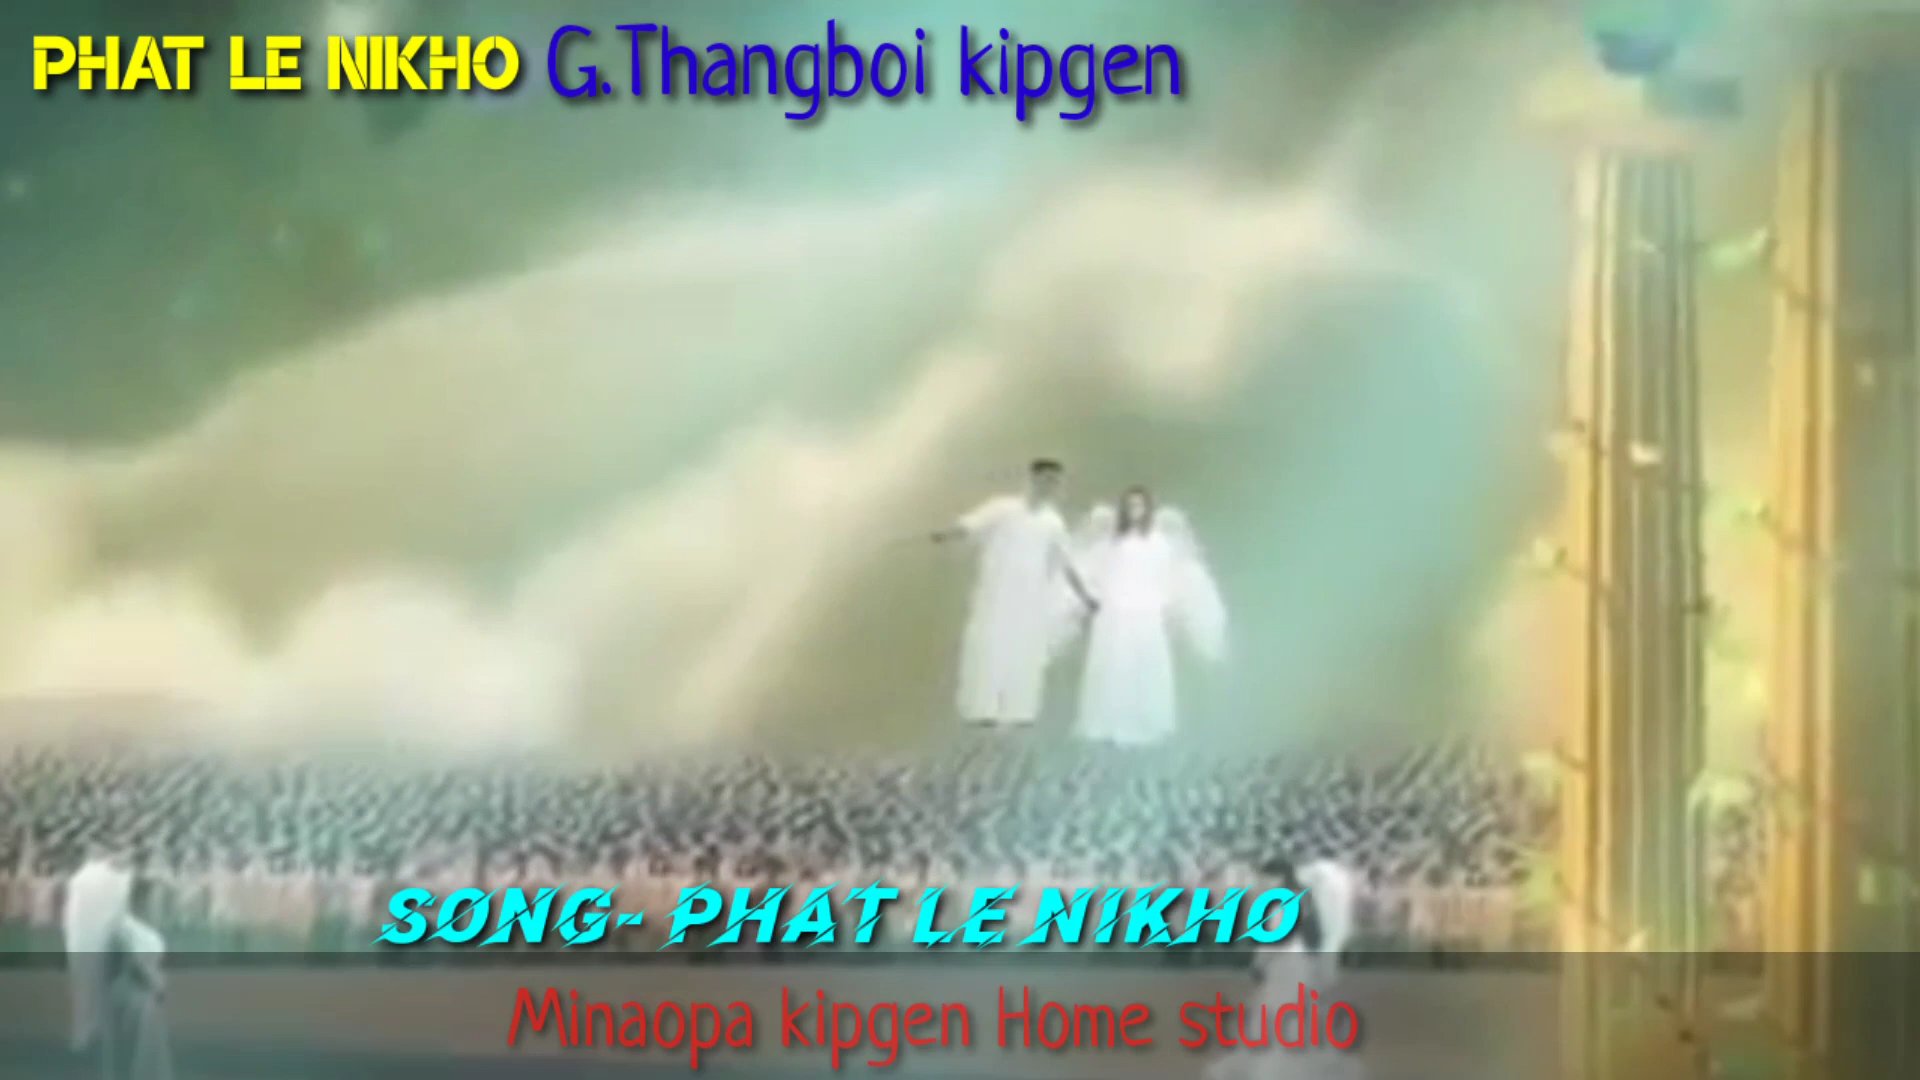 PHAT LE NIKHO G.Thangboi kipgen
SONG- PHAT LE NIKHO
Minaopa kipgen Home studio